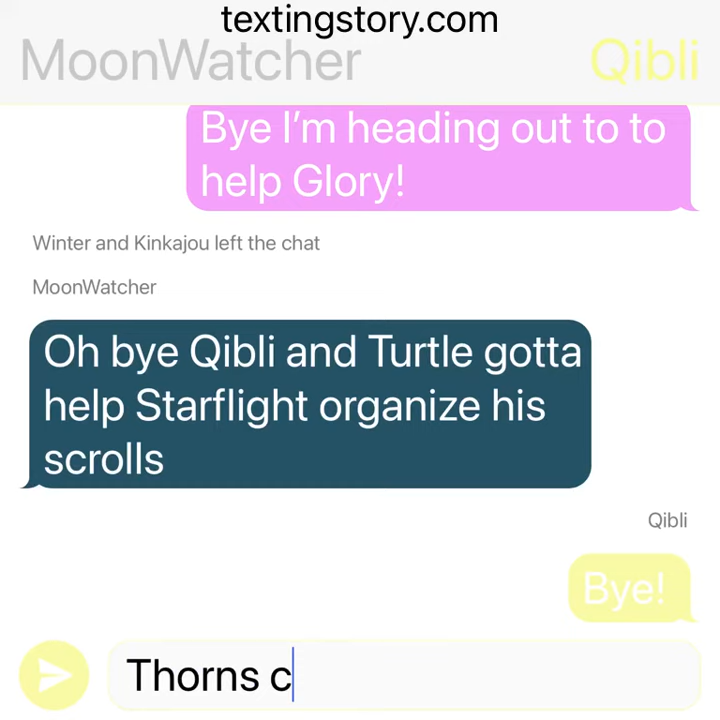 textingstory.com
MoonWatcher Qibli
Bye I’m heading out to to
help Glory!
Winter and Kinkajou left the chat
MoonWatcher
Oh bye Qibli and Turtle gotta
help Starflight organize his
scrolls
Qibli
Bye!
Thorns c